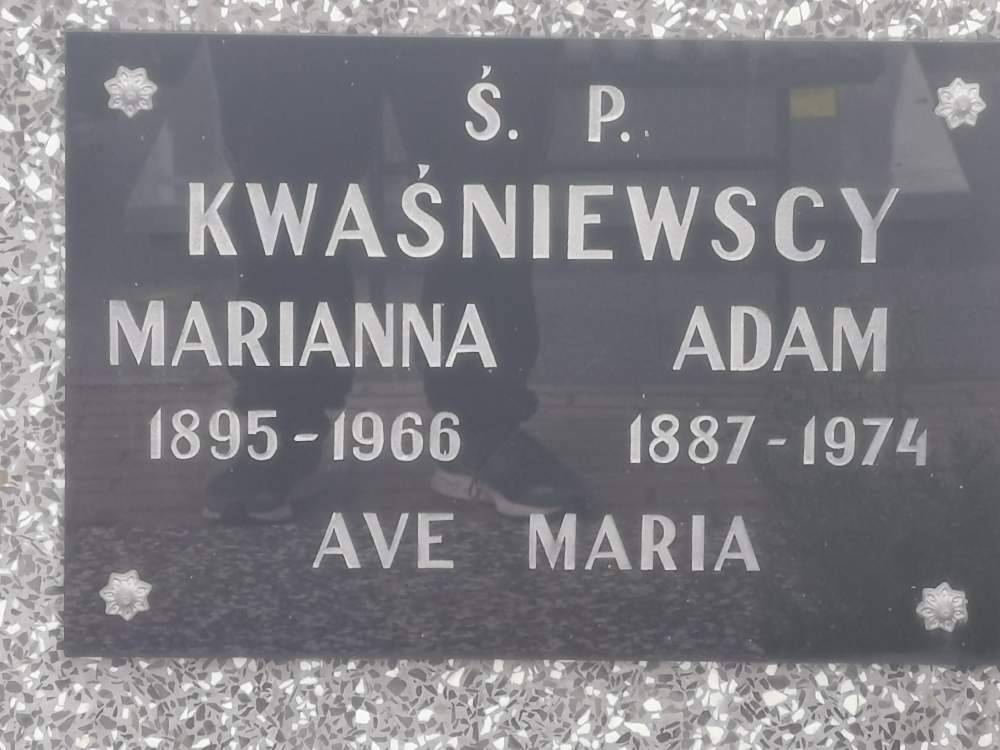 Ś. P.
KWAŚNIEWSCY
MARIANNA ADAM
1895-1966 1887-1974
AVE MARIA